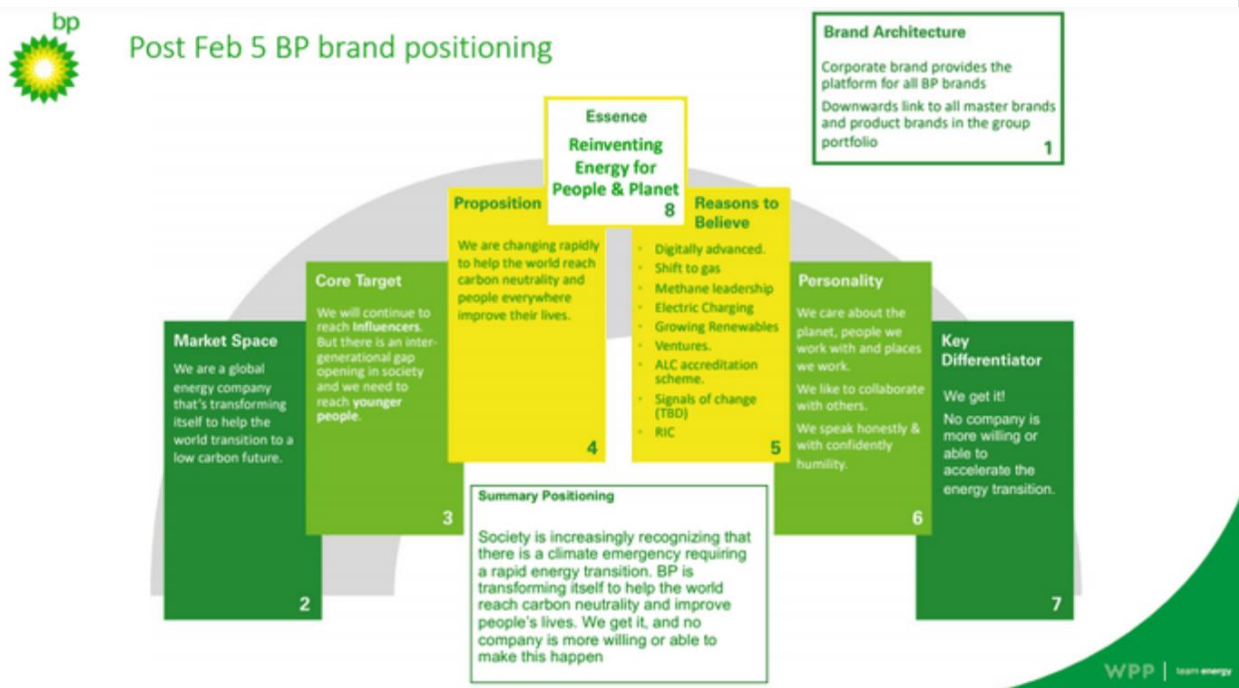 bp
Post Feb 5 BP brand positioning
Brand Architecture
Corporate brand provides the
platform for all BP brands
Downwards link to all master brands
and product brands in the group
portfolio
1
Essence
Reinventing
Energy for
People & Planet
8
Proposition
We are changing rapidly
to help the world reach
carbon neutrality and
people everywhere
improve their lives.
4
Reasons to
Believe
· Digitally advanced.
· Shift to gas
· Methane leadership
· Electric Charging
· Growing Renewables
· Ventures.
· ALC accreditation
scheme.
· Signals of change
(TBD)
· RIC
5
Core Target
We will continue to
reach Influencers.
But there is an inter-
generational gap
opening in society
and we need to
reach younger
people.
3
Personality
We care about the
planet, people we
work with and places
we work.
We like to collaborate
with others.
We speak honestly &
with confidently
humility.
6
Market Space
We are a global
energy company
that's transforming
itself to help the
world transition to a
low carbon future.
2
Key
Differentiator
We get it!
No company is
more willing or
able to
accelerate the
energy transition.
7
Summary Positioning
Society is increasingly recognizing that
there is a climate emergency requiring
a rapid energy transition. BP is
transforming itself to help the world
reach carbon neutrality and improve
people's lives. We get it, and no
company is more willing or able to
make this happen
WPP | team energy